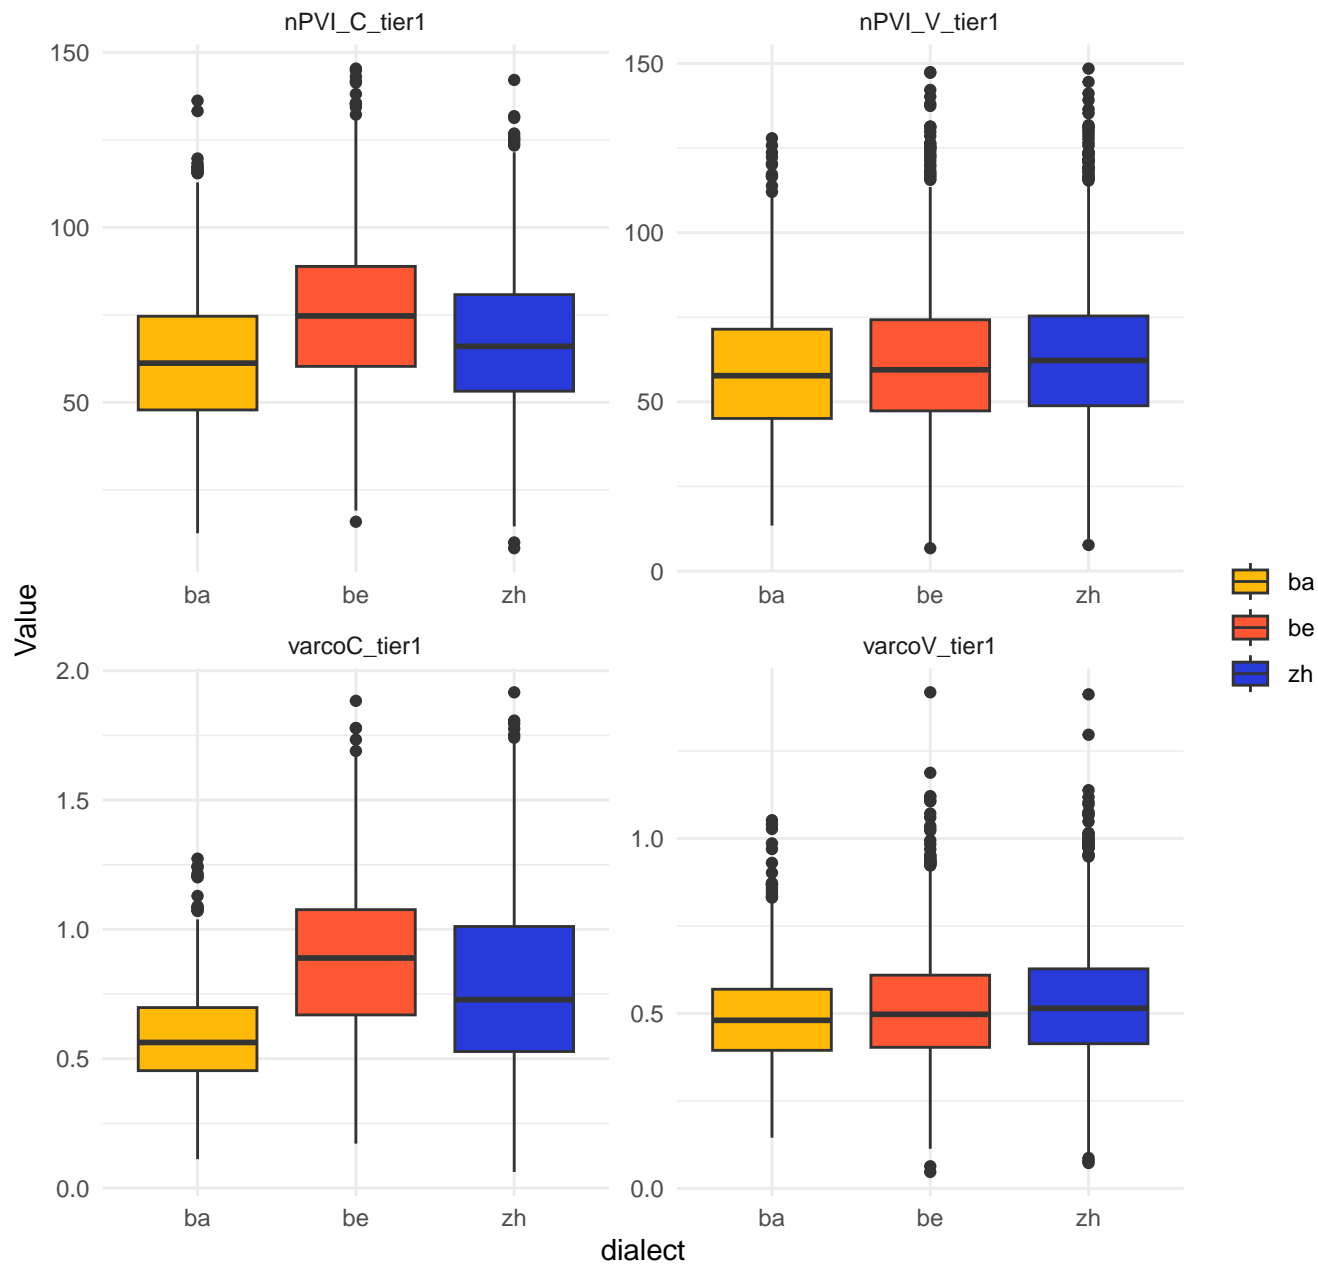 nPVI_C_tier1
nPVI_V_tier1
150
100
50
150
100
50
0
ba be zh
ba be zh
Value
varcoC_tier1
varcoV_tier1
2.0
1.5
1.0
0.5
0.0
1.0
0.5
0.0
ba be zh
ba be zh
dialect
ba
be
zh